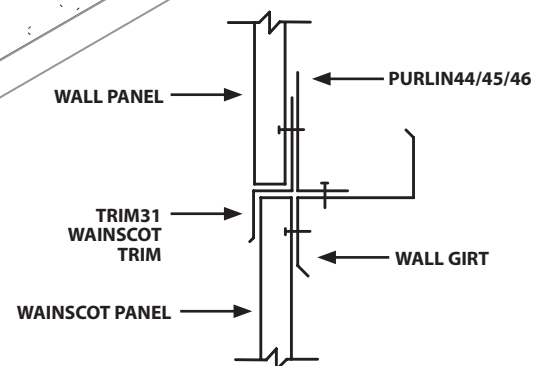 PURLIN44/45/46
WALL PANEL
TRIM31
WAINSCOT
TRIM
WALL GIRT
WAINSCOT PANEL